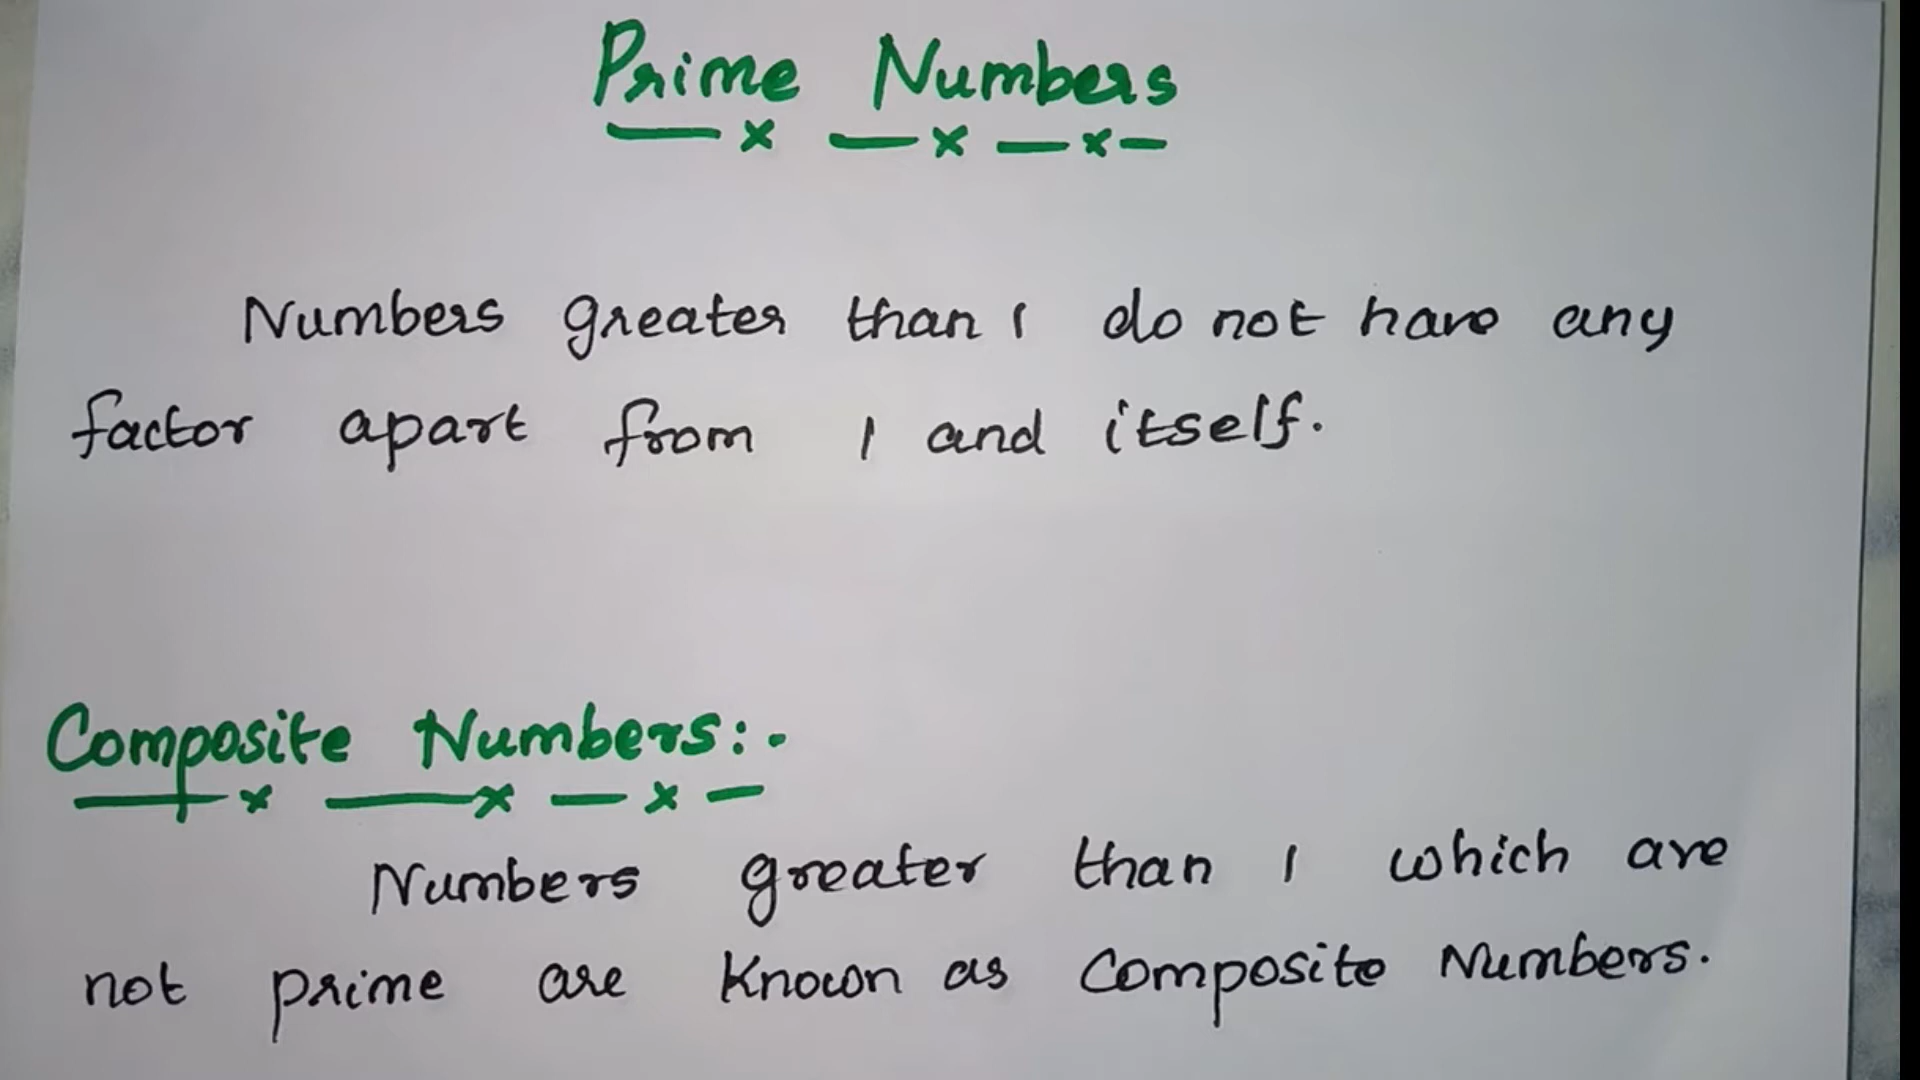 Prime Numbers
Numbers greater than 1 do not have any
factor apart from 1 and itself.
Composite Numbers:-
Numbers greater than 1 which are
not prime are Known as Composite Numbers.